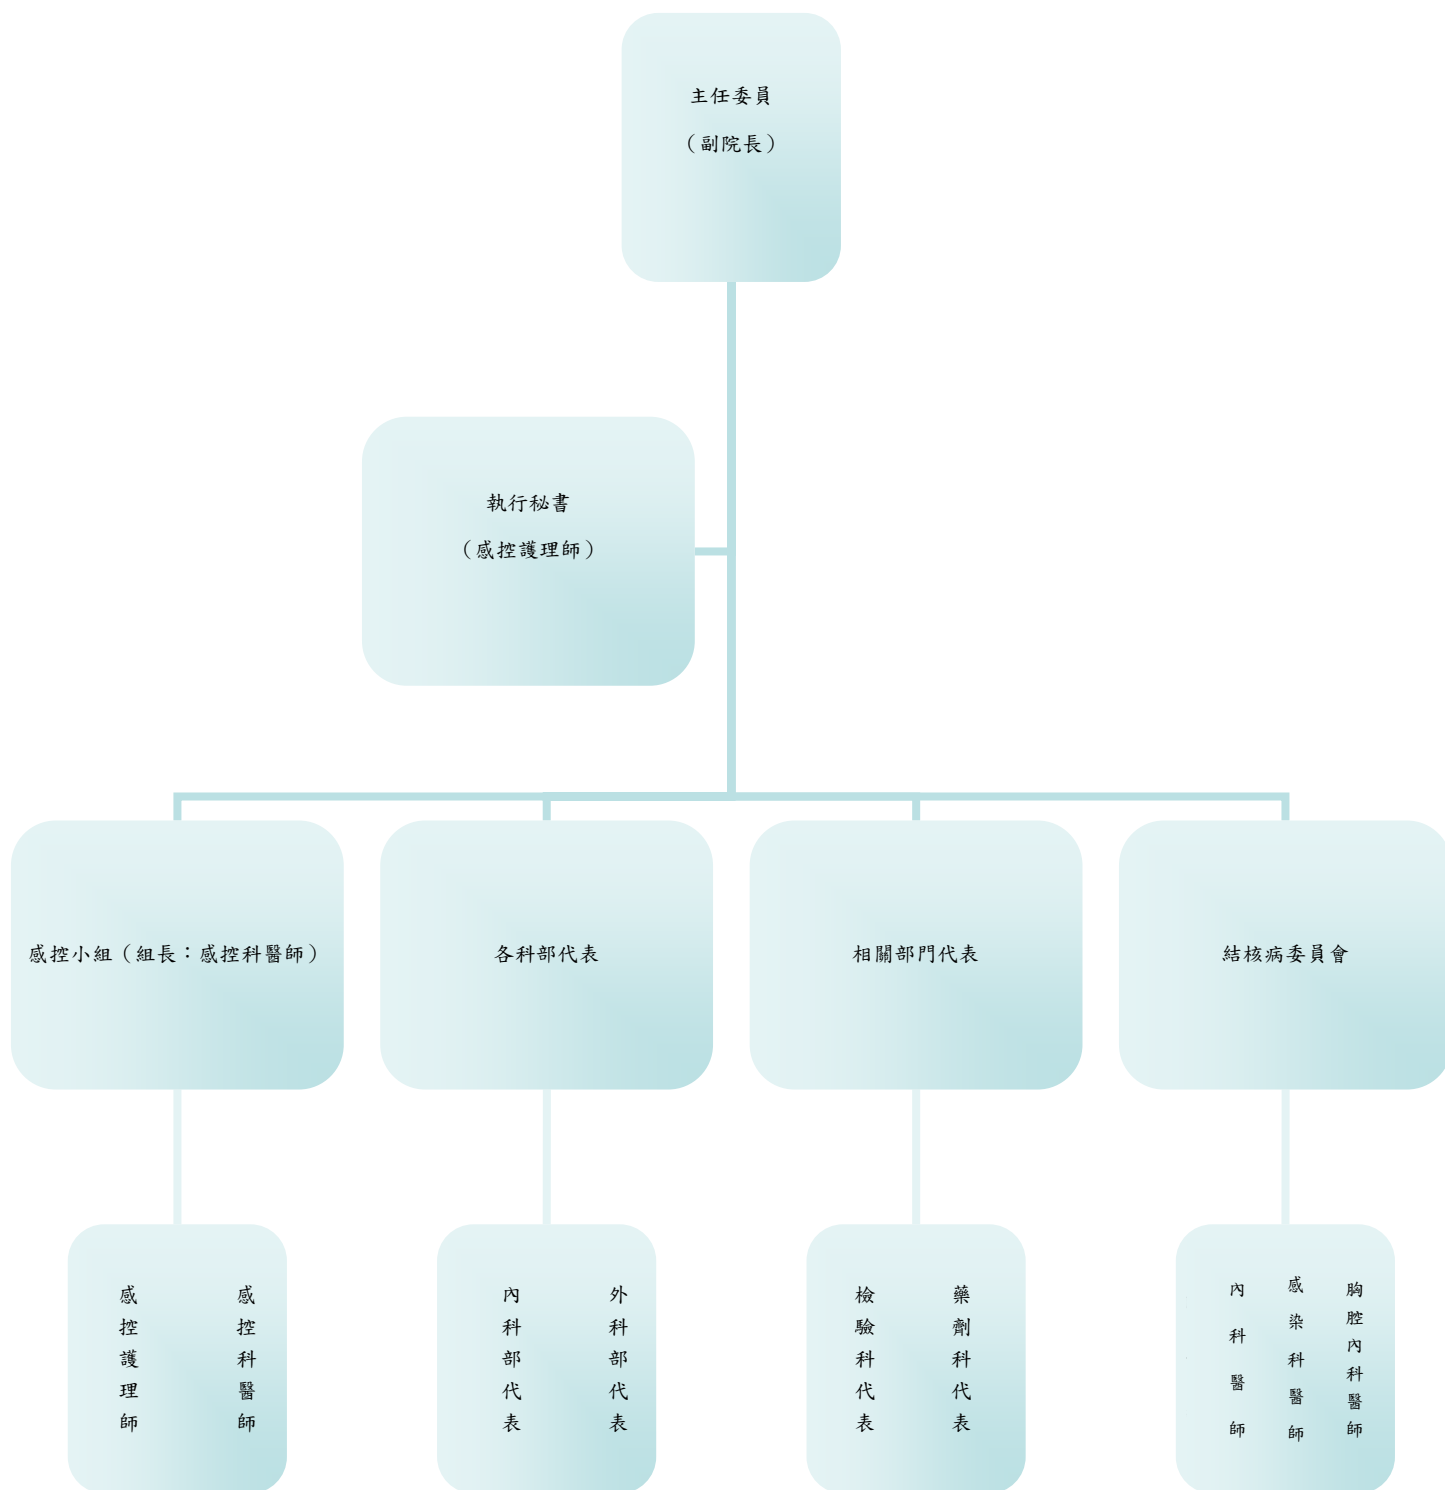 主任委員
（副院長）
執行秘書
（感控護理師）
感控小組（組長：感控科醫師）
各科部代表
相關部門代表
結核病委員會
感控科醫師
感控護理師
外科部代表
內科部代表
藥劑科代表
檢驗科代表
胸腔內科醫師
感染科醫師
內科醫師